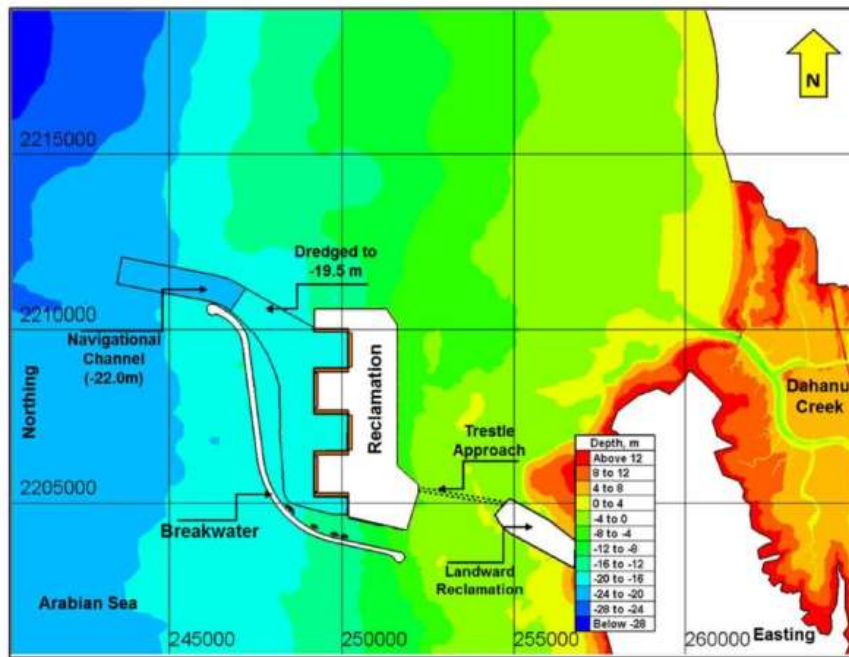 N
2215000
Dredged to
-19.5 m
2210000
Navigational
Channel
(-22.0m)
Northing
Reclamation
Dahanu
Creek
Trestle
Approach
Depth, m
Above 12
8 to 12
4 to 8
0 to 4
-4 to 0
-8 to -4
-12 to -8
-16 to -12
-20 to -16
-24 to -20
-28 to -24
Below -28
2205000
Breakwater
Landward
Reclamation
Arabian Sea
245000
250000
255000
260000
Easting